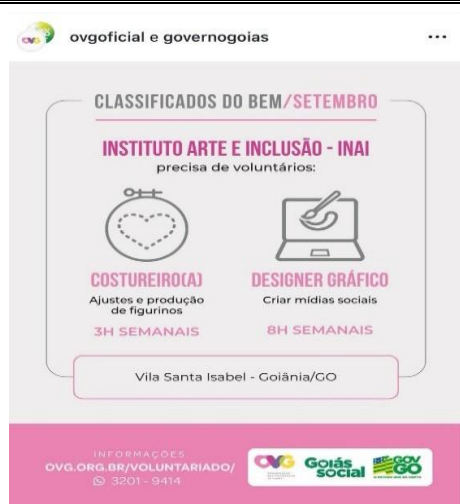 OVG
ovgoficial e governogoias
CLASSIFICADOS DO BEM/SETEMBRO
INSTITUTO ARTE E INCLUSÃO - INAI
precisa de voluntários:
COSTUREIRO(A)
Ajustes e produção
de figurinos
3H SEMANAIS
DESIGNER GRÁFICO
Criar mídias sociais
8H SEMANAIS
Vila Santa Isabel - Goiânia/GO
INFORMAÇÕES
OVG.ORG.BR/VOLUNTARIADO/
3201 - 9414
OVG
Goiás
Social
GOV
GO